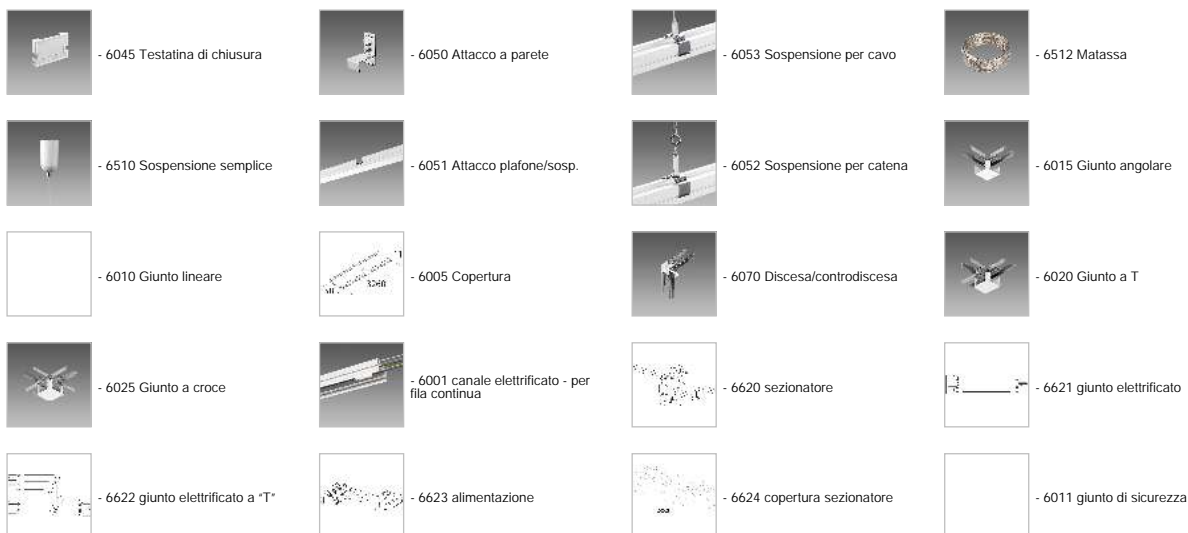 - 6045 Testatina di chiusura
- 6050 Attacco a parete
- 6053 Sospensione per cavo
- 6512 Matassa
- 6510 Sospensione semplice
- 6051 Attacco plafone/sosp.
- 6052 Sospensione per catena
- 6015 Giunto angolare
- 6010 Giunto lineare
- 6005 Copertura
- 6070 Discesa/controdiscesa
- 6020 Giunto a T
- 6025 Giunto a croce
- 6001 canale elettrificato - per
fila continua
- 6620 sezionatore
- 6621 giunto elettrificato
- 6622 giunto elettrificato a "T"
- 6623 alimentazione
- 6624 copertura sezionatore
- 6011 giunto di sicurezza